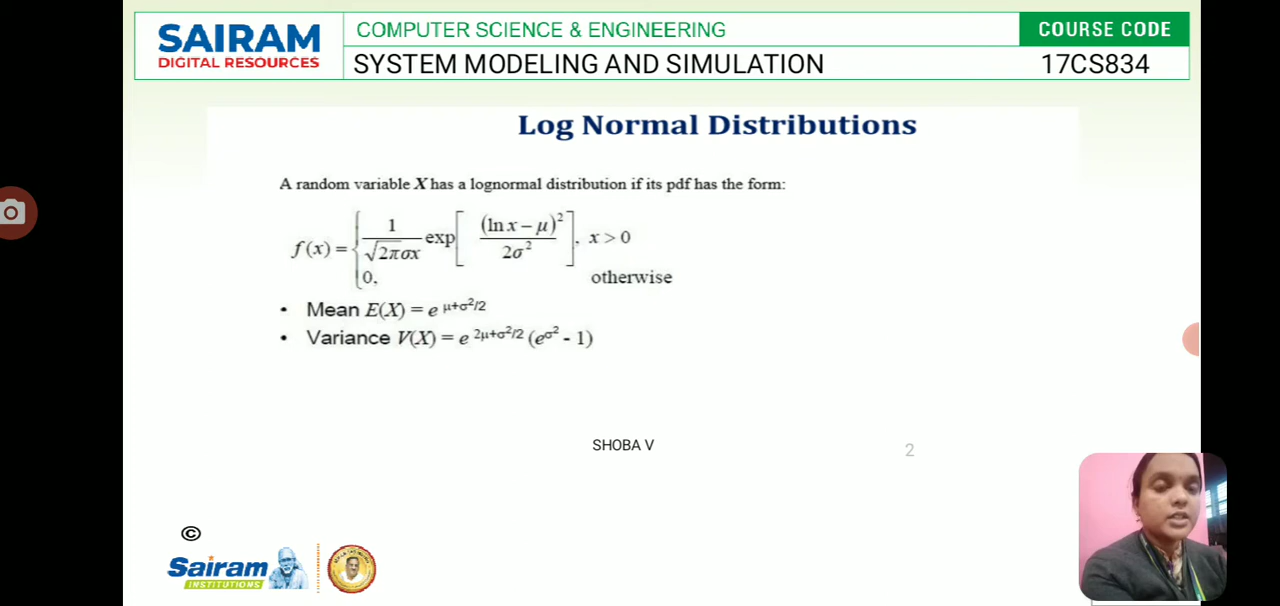 SAIRAM
DIGITAL RESOURCES
COMPUTER SCIENCE & ENGINEERING
COURSE CODE
SYSTEM MODELING AND SIMULATION
17CS834
Log Normal Distributions
A random variable X has a lognormal distribution if its pdf has the form:
f(x) = { 1/(√2π σx) exp[ (ln x − μ)²/2σ² ], x > 0
0, otherwise
• Mean E(X) = e^(μ+σ²/2)
• Variance V(X) = e^(2μ+σ²/2) (e^(σ²) - 1)
SHOBA V
2
©
Sairam
INSTITUTIONS